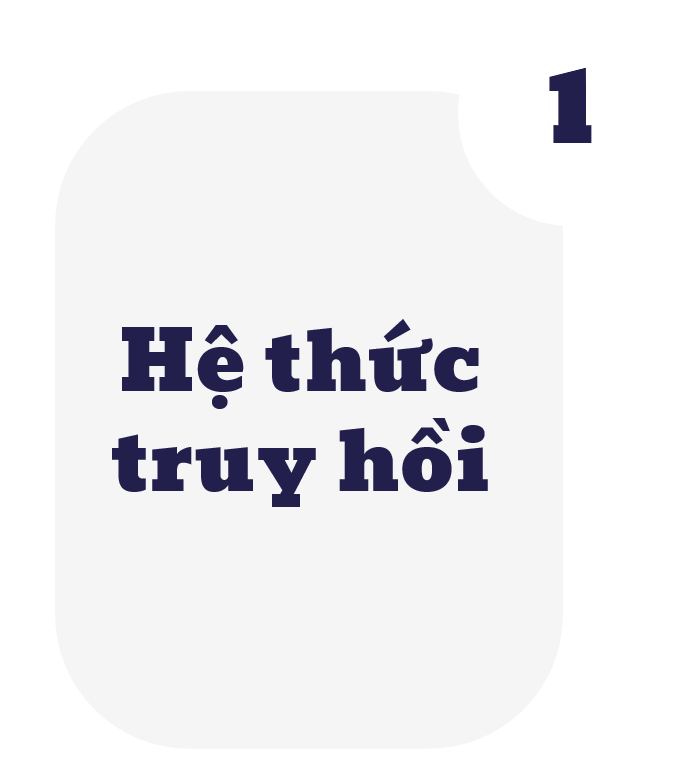 1
Hệ thức
truy hồi